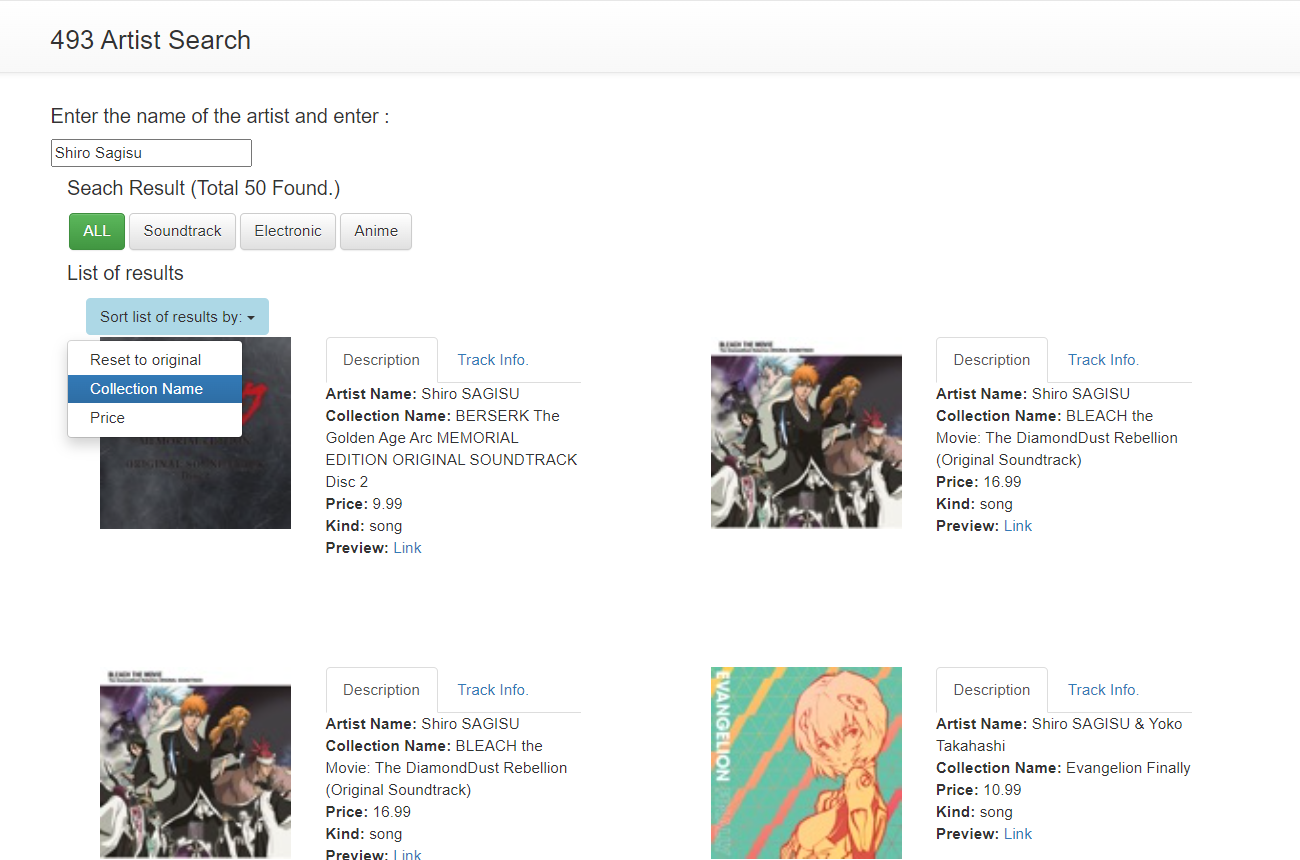 493 Artist Search
Enter the name of the artist and enter :
Shiro Sagisu
Seach Result (Total 50 Found.)
ALL
Soundtrack
Electronic
Anime
List of results
Sort list of results by:
Reset to original
Collection Name
Price
Description
Track Info.
Artist Name: Shiro SAGISU
Collection Name: BERSERK The
Golden Age Arc MEMORIAL
EDITION ORIGINAL SOUNDTRACK
Disc 2
Price: 9.99
Kind: song
Preview: Link
BLEACH THE MOVIE
Description
Track Info.
Artist Name: Shiro SAGISU
Collection Name: BLEACH the
Movie: The DiamondDust Rebellion
(Original Soundtrack)
Price: 16.99
Kind: song
Preview: Link
BLEACH THE MOVIE
Description
Track Info.
Artist Name: Shiro SAGISU
Collection Name: BLEACH the
Movie: The DiamondDust Rebellion
(Original Soundtrack)
Price: 16.99
Kind: song
Preview: Link
EVANGELION
Description
Track Info.
Artist Name: Shiro SAGISU & Yoko
Takahashi
Collection Name: Evangelion Finally
Price: 10.99
Kind: song
Preview: Link